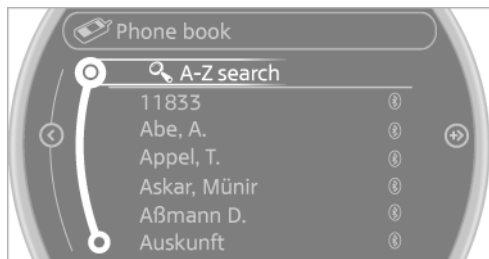 Phone book
A-Z search
11833
Abe, A.
Appel, T.
Askar, Münir
Aßmann D.
Auskunft